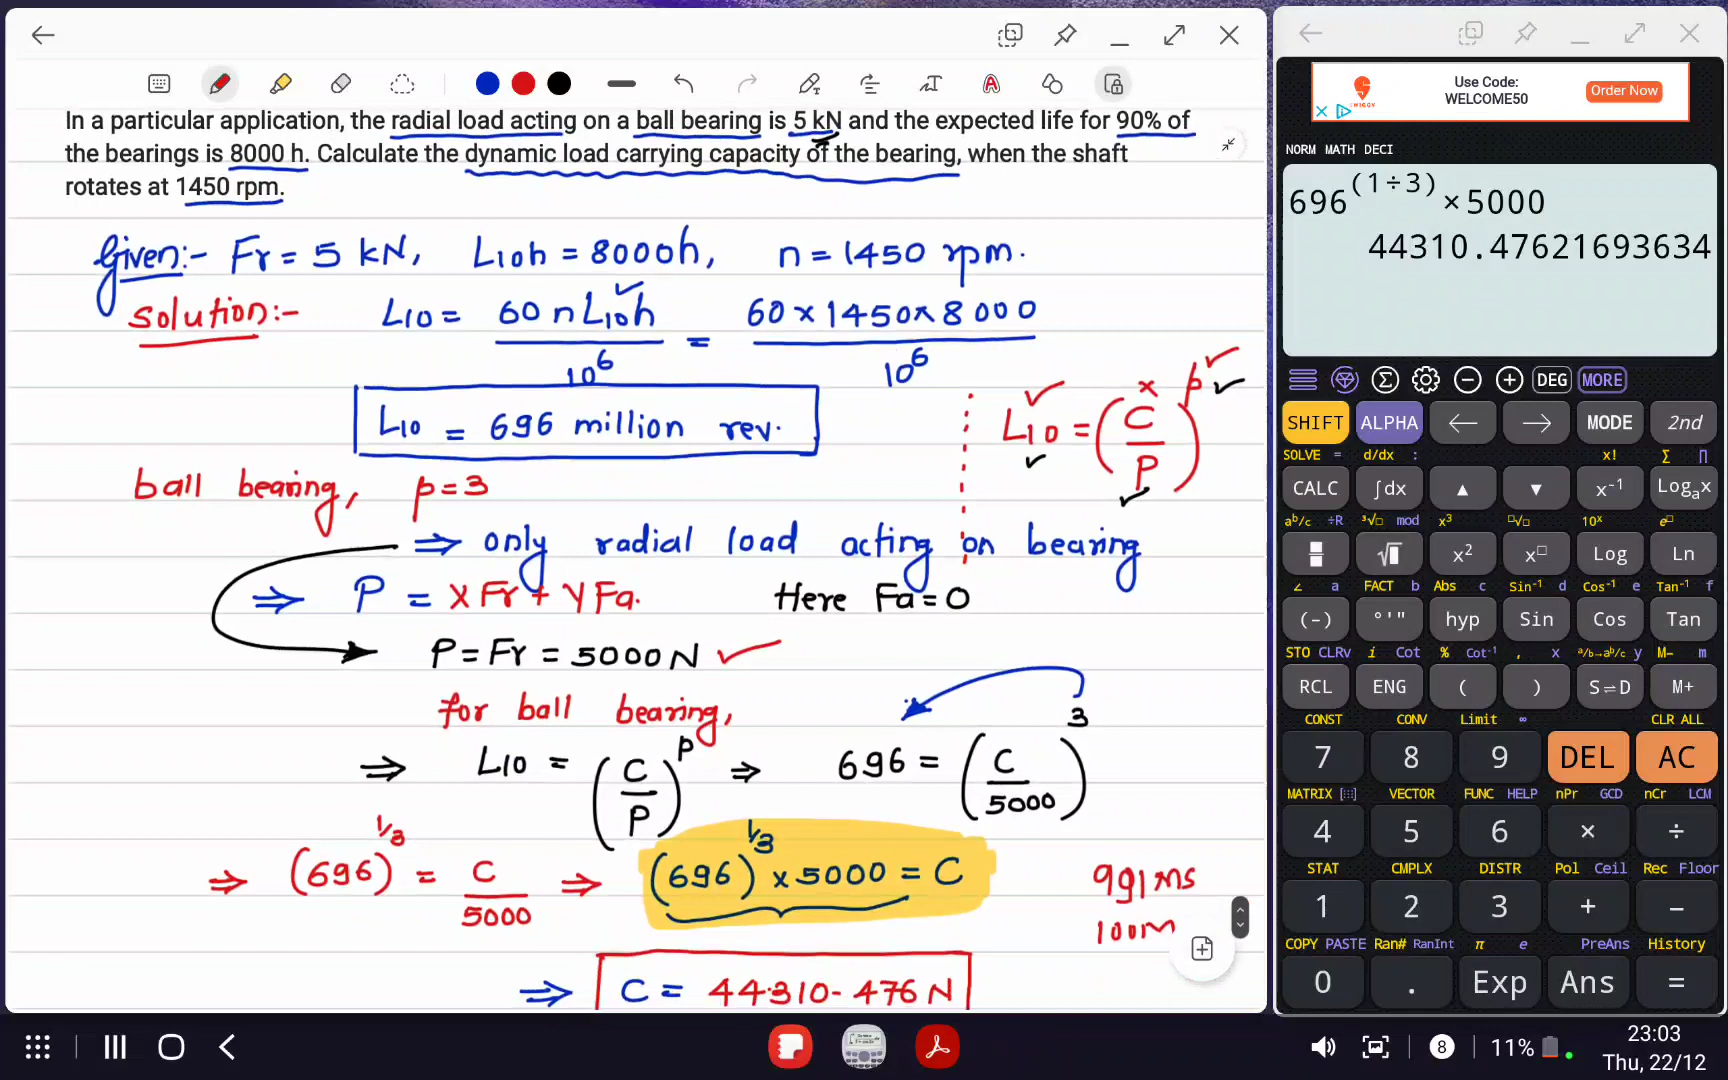 In a particular application, the radial load acting on a ball bearing is 5 kN and the expected life for 90% of
the bearings is 8000 h. Calculate the dynamic load carrying capacity of the bearing, when the shaft
rotates at 1450 rpm.
Given:- Fr = 5 kN, L10h = 8000h, n = 1450 rpm.
Solution:- L10 = 60 n L10h / 10^6 = 60 × 1450 × 8000 / 10^6
L10 = 696 million rev.
L10 = (C/P)^p
ball bearing, p=3
⇒ only radial load acting on bearing
⇒ P = XFr + YFa. Here Fa = 0
P = Fr = 5000 N
for ball bearing,
⇒ L10 = (C/P)^p ⇒ 696 = (C/5000)^3
⇒ (696)^1/3 = C/5000 ⇒ (696)^1/3 × 5000 = C
991ms
100m
⇒ C = 44310.476 N
Use Code:
WELCOME50
Order Now
SWIGGY
NORM MATH DECI
696^(1÷3)×5000
44310.47621693634
DEG MORE
SHIFT ALPHA ← → MODE 2nd
SOLVE = d/dx : x! Σ ∏
CALC ∫dx ▲ ▼ x⁻¹ Logax
aᵇ/c ÷R ³√□ mod x³ □√□ 10ˣ e□
√ x² x□ Log Ln
∠ a FACT b Abs c Sin⁻¹ d Cos⁻¹ e Tan⁻¹ f
(−) °'" hyp Sin Cos Tan
STO CLRv i Cot % Cot⁻¹ , x a/b→aᵇ/c y M− m
RCL ENG ( ) S⇌D M+
CONST CONV Limit ∞ CLR ALL
7 8 9 DEL AC
MATRIX VECTOR FUNC HELP nPr GCD nCr LCM
4 5 6 × ÷
STAT CMPLX DISTR Pol Ceil Rec Floor
1 2 3 + −
COPY PASTE Ran# RanInt π e PreAns History
0 . Exp Ans =
8 11% 23:03
Thu, 22/12